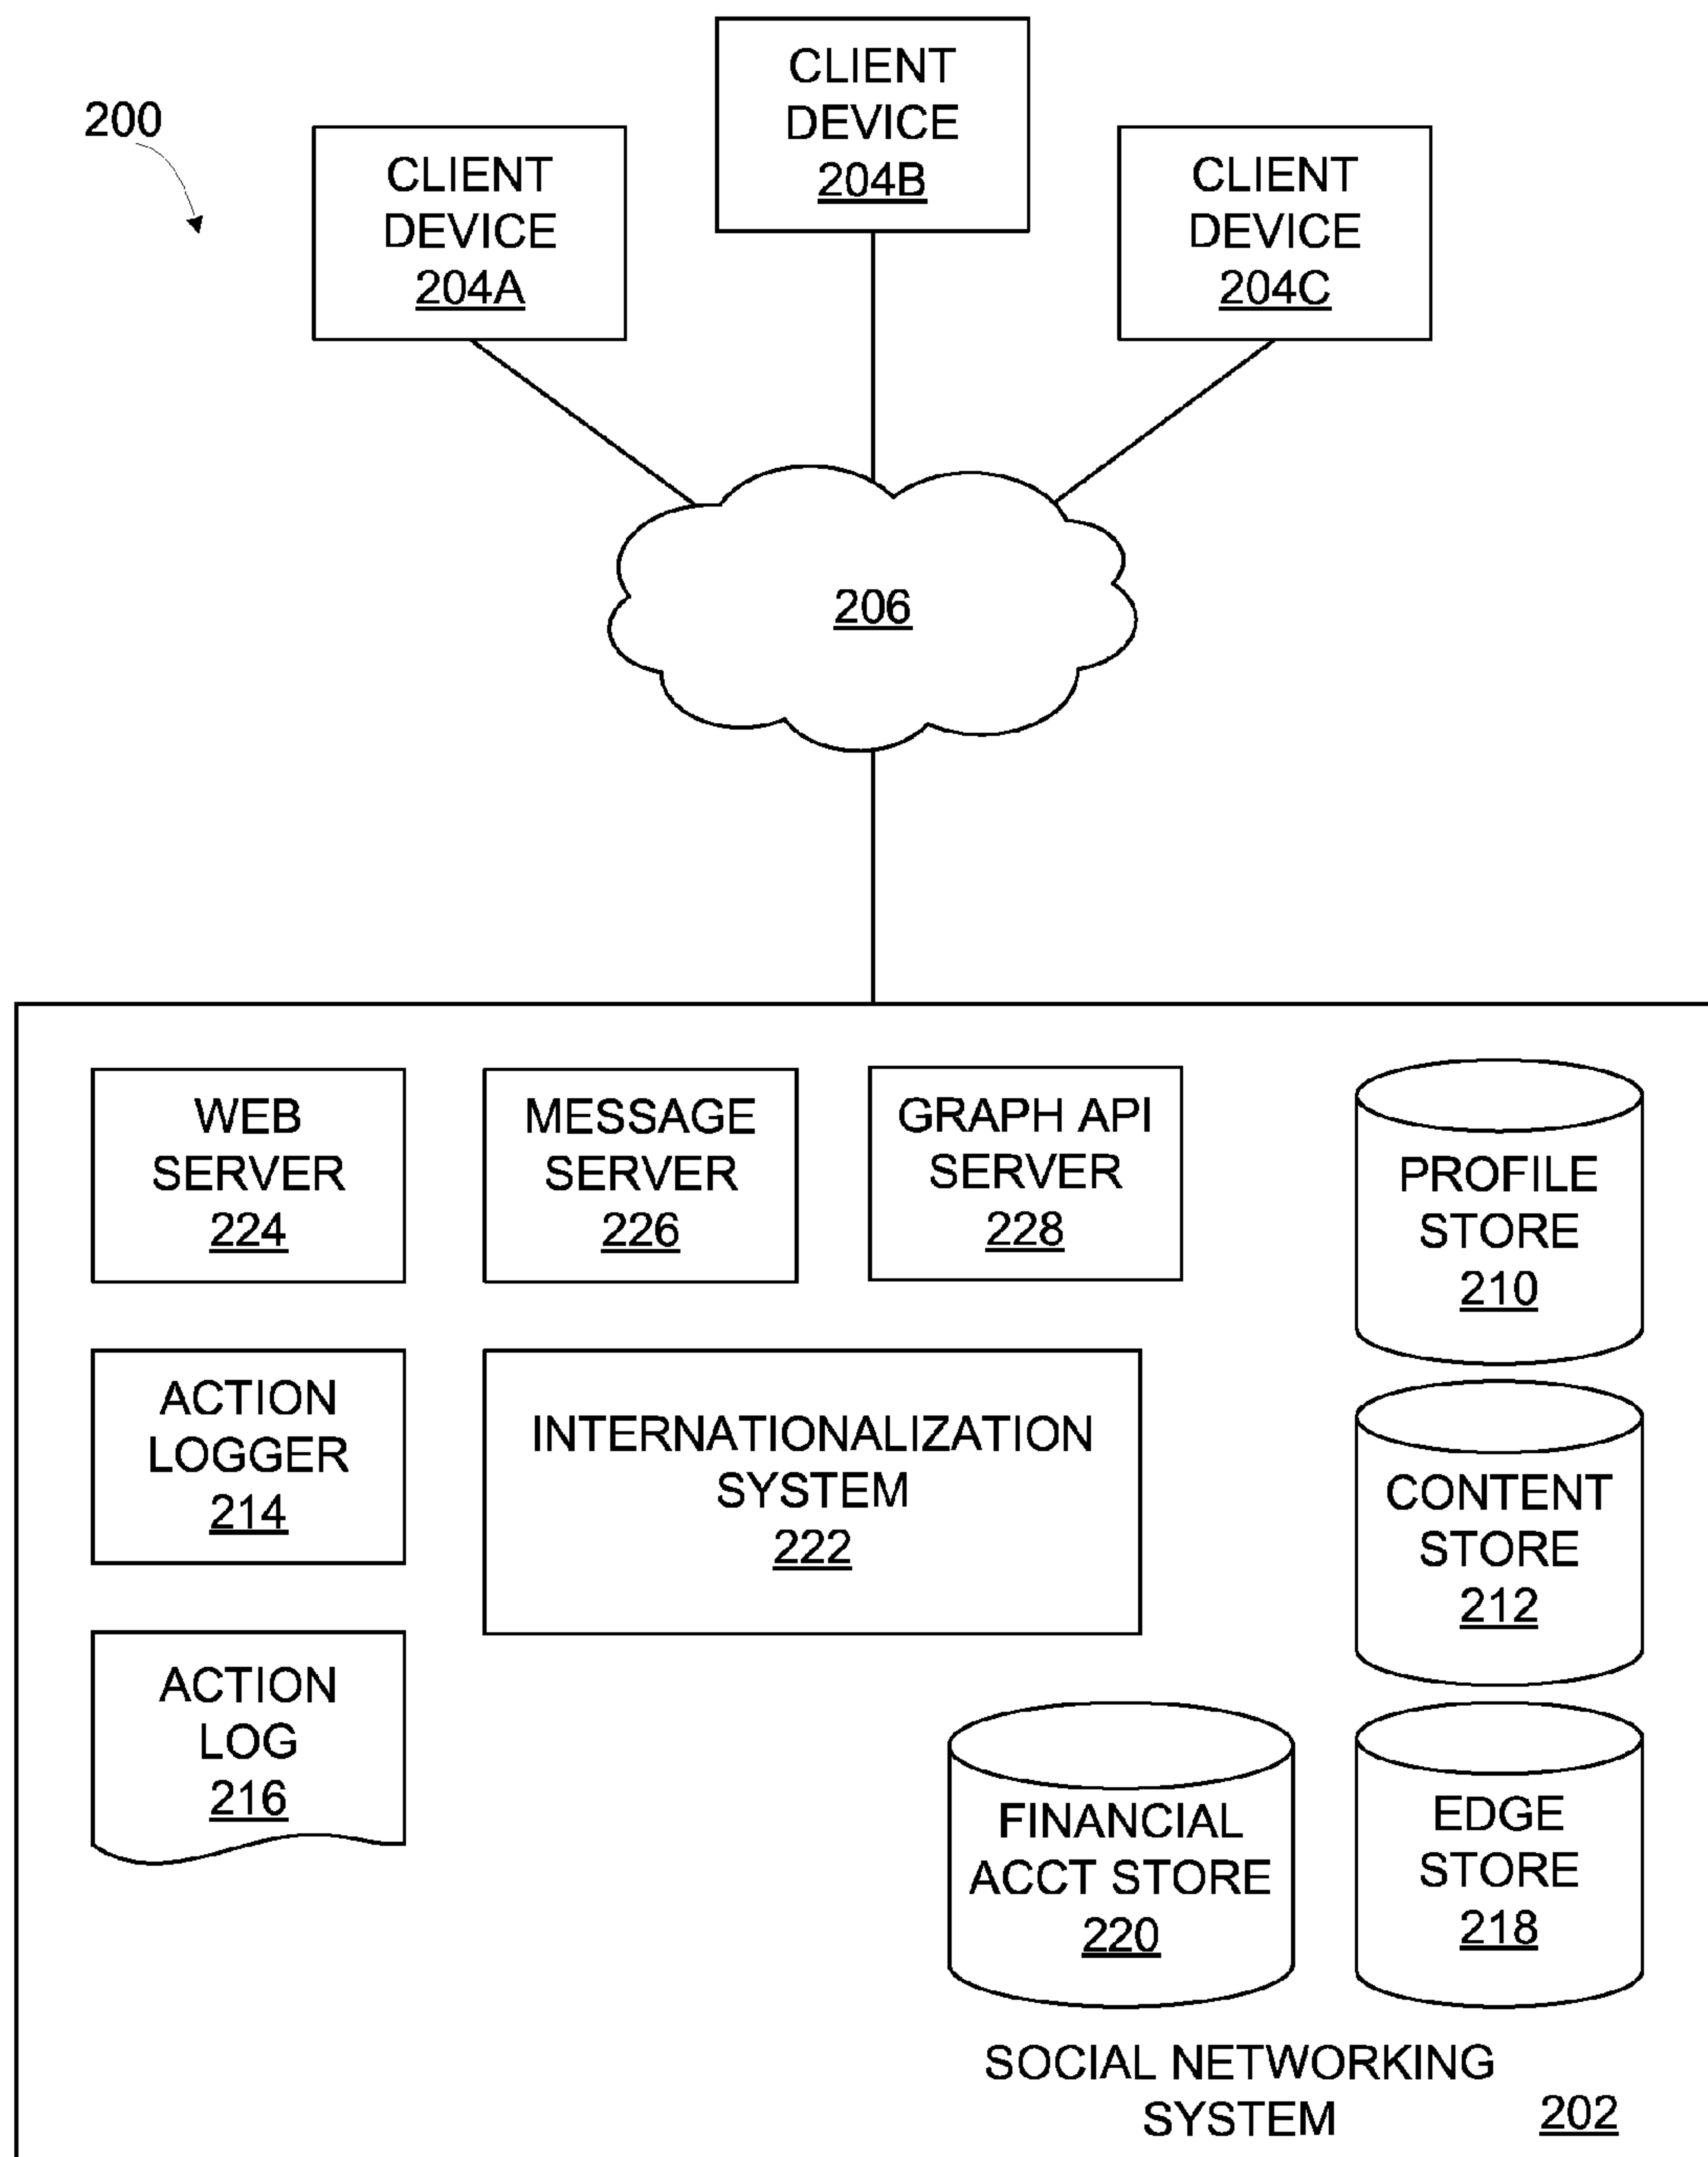 200
CLIENT
DEVICE
204A
CLIENT
DEVICE
204B
CLIENT
DEVICE
204C
206
WEB
SERVER
224
MESSAGE
SERVER
226
GRAPH API
SERVER
228
PROFILE
STORE
210
ACTION
LOGGER
214
INTERNATIONALIZATION
SYSTEM
222
CONTENT
STORE
212
ACTION
LOG
216
FINANCIAL
ACCT STORE
220
EDGE
STORE
218
SOCIAL NETWORKING
SYSTEM
202